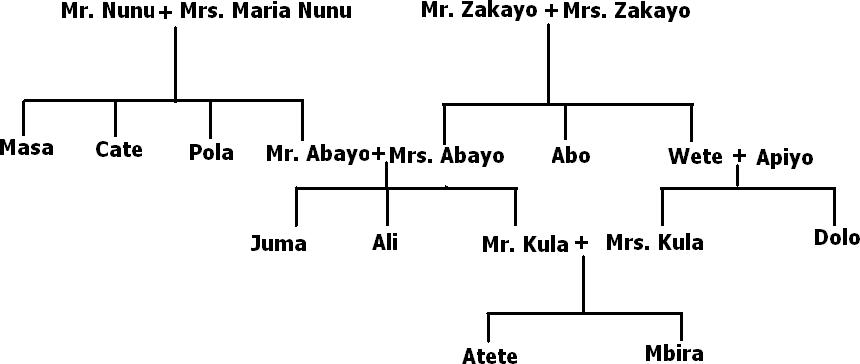 Mr. Nunu + Mrs. Maria Nunu
Mr. Zakayo + Mrs. Zakayo
Masa
Cate
Pola
Mr. Abayo + Mrs. Abayo
Abo
Wete + Apiyo
Juma
Ali
Mr. Kula + Mrs. Kula
Dolo
Atete
Mbira